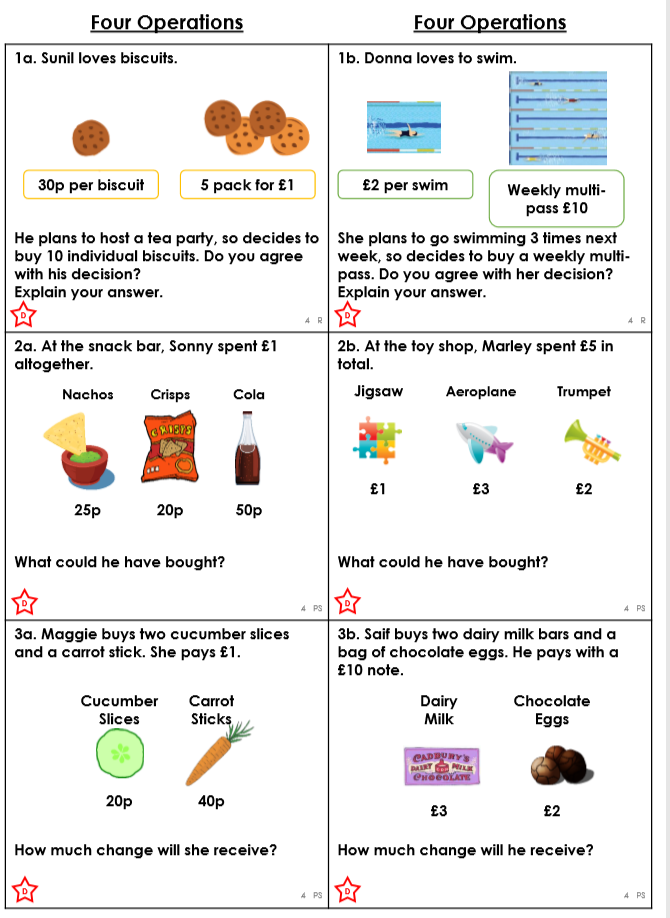 Four Operations
Four Operations
1a. Sunil loves biscuits.
30p per biscuit
5 pack for £1
He plans to host a tea party, so decides to
buy 10 individual biscuits. Do you agree
with his decision?
Explain your answer.
D
4 R
1b. Donna loves to swim.
£2 per swim
Weekly multi-
pass £10
She plans to go swimming 3 times next
week, so decides to buy a weekly multi-
pass. Do you agree with her decision?
Explain your answer.
D
4 R
2a. At the snack bar, Sonny spent £1
altogether.
Nachos
Crisps
Cola
CRISPS
25p
20p
50p
What could he have bought?
D
4 PS
2b. At the toy shop, Marley spent £5 in
total.
Jigsaw
Aeroplane
Trumpet
£1
£3
£2
What could he have bought?
D
4 PS
3a. Maggie buys two cucumber slices
and a carrot stick. She pays £1.
Cucumber
Slices
Carrot
Sticks
20p
40p
How much change will she receive?
D
4 PS
3b. Saif buys two dairy milk bars and a
bag of chocolate eggs. He pays with a
£10 note.
Dairy
Milk
Chocolate
Eggs
CADBURY'S
DAIRY MILK
CHOCOLATE
£3
£2
How much change will he receive?
D
4 PS